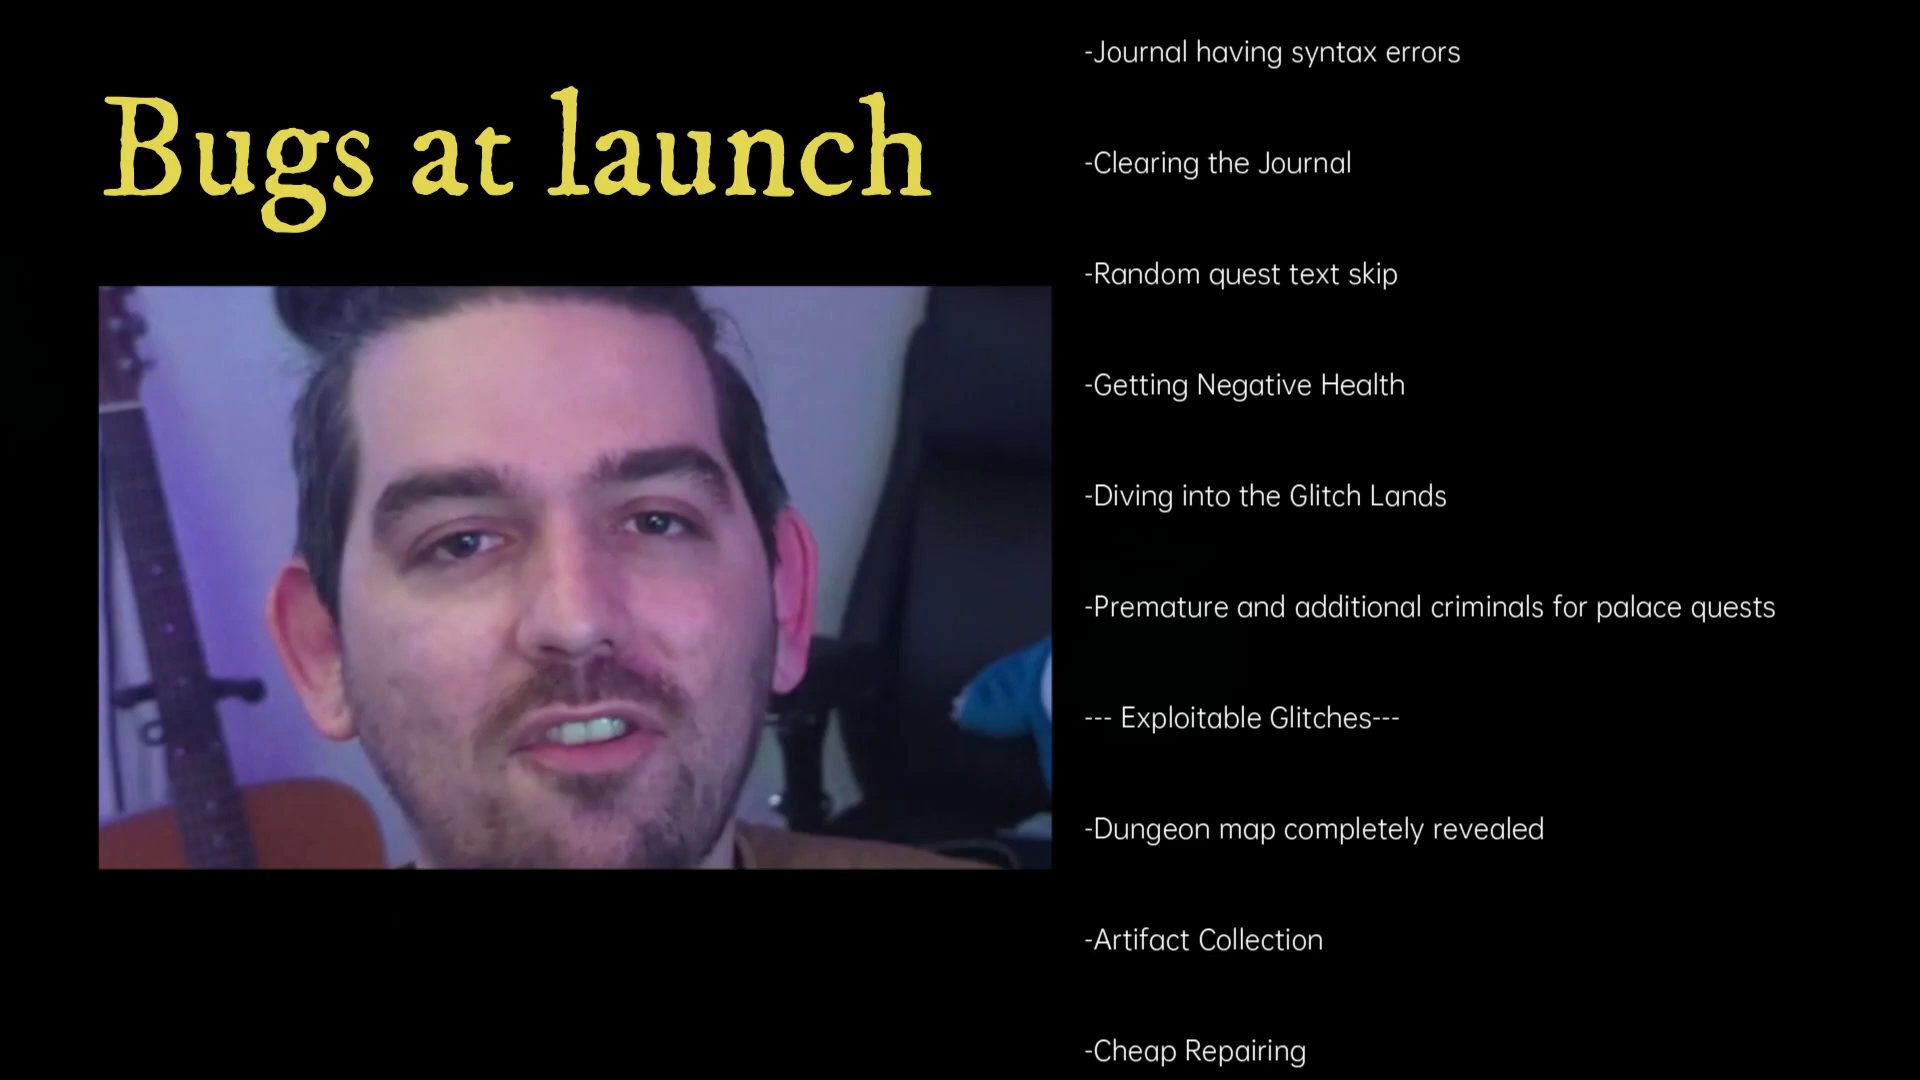 Bugs at launch
-Journal having syntax errors
-Clearing the Journal
-Random quest text skip
-Getting Negative Health
-Diving into the Glitch Lands
-Premature and additional criminals for palace quests
--- Exploitable Glitches---
-Dungeon map completely revealed
-Artifact Collection
-Cheap Repairing